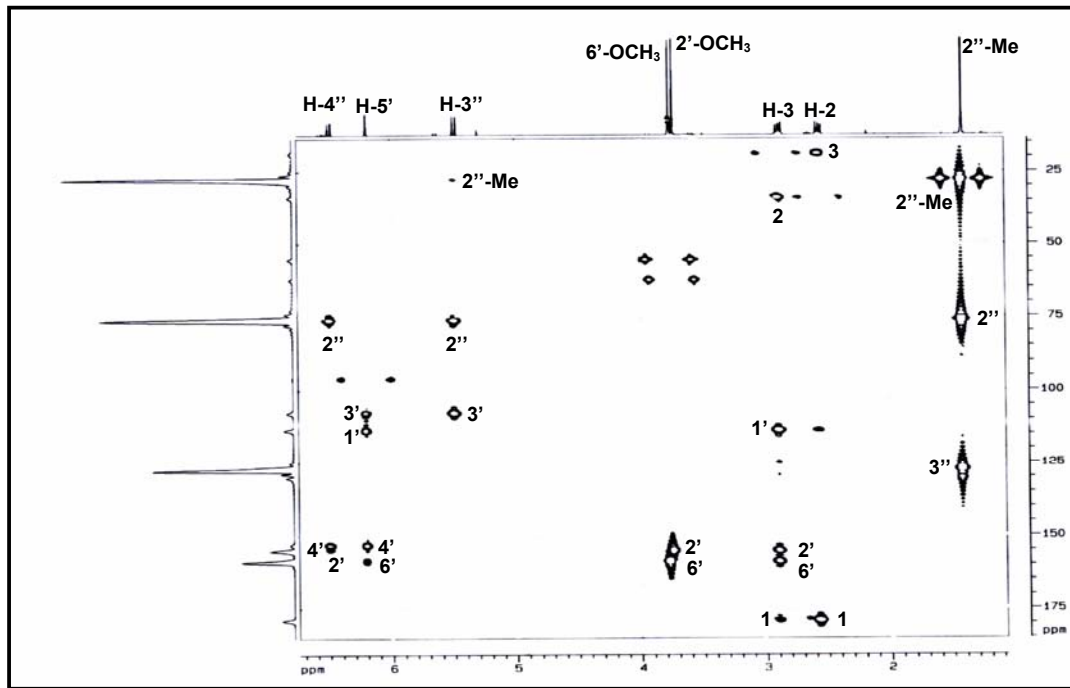 6’-OCH₃ 2’-OCH₃ 2’’-Me
H-4’’ H-5’ H-3’’ H-3 H-2
3
25
2’’-Me
2’’-Me
2
50
75
2’’ 2’’ 2’’
100
3’ 3’
1’ 1’
125
3’’
150
4’ 4’ 2’ 2’
2’ 6’ 6’ 6’
1 1
175
ppm
ppm 6 5 4 3 2